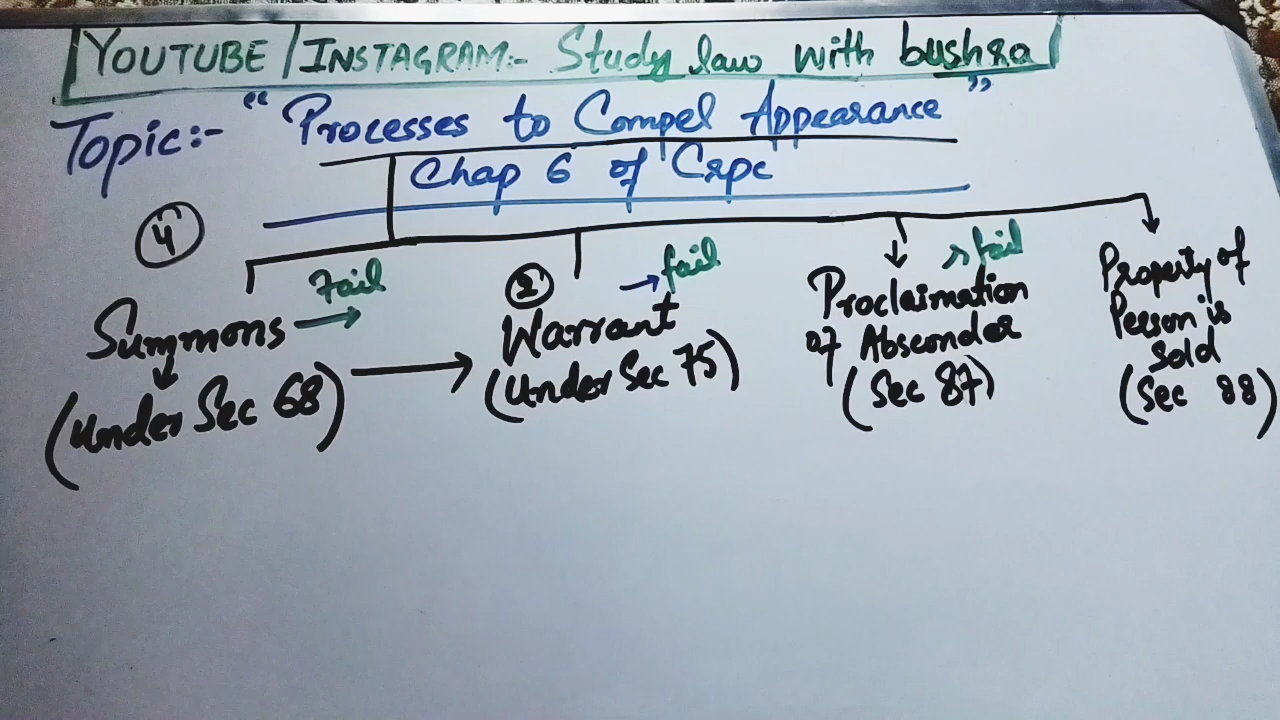 YOUTUBE/INSTAGRAM:- Study law with bushra
Topic:- "Processes to Compel Appearance"
Chap 6 of Crpc
4
Summons → Fail
(Under Sec 68)
2
Warrant → fail
(Under Sec 75)
Proclaimation → fail
of Absconder
(Sec 87)
Property of
Person is
Sold
(Sec 88)